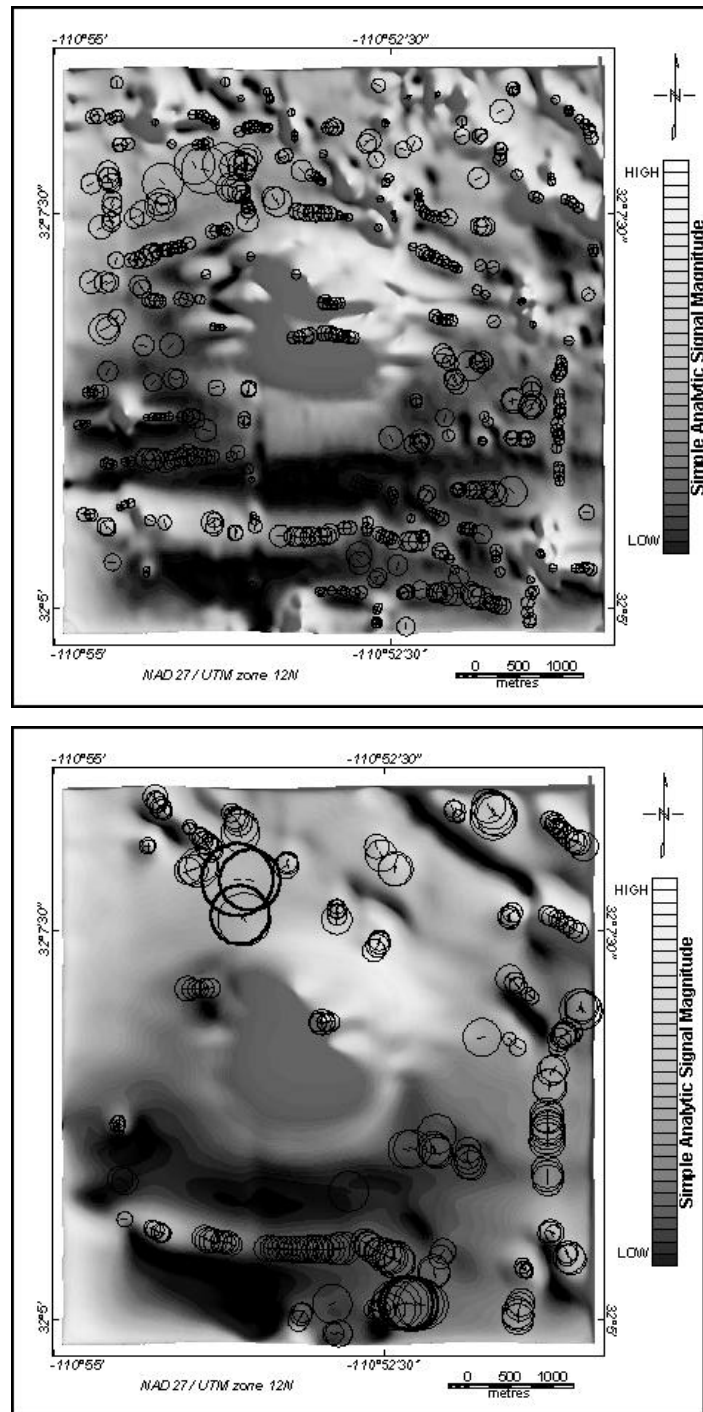 -110°55' -110°52'30"
N
HIGH
32°7'30" 32°7'30"
Simple Analytic Signal Magnitude
LOW
32°5' 32°5'
-110°55' -110°52'30"
NAD 27 / UTM zone 12N
0 500 1000
metres
-110°55' -110°52'30"
N
HIGH
32°7'30" 32°7'30"
Simple Analytic Signal Magnitude
LOW
32°5' 32°5'
-110°55' -110°52'30"
NAD 27 / UTM zone 12N
0 500 1000
metres